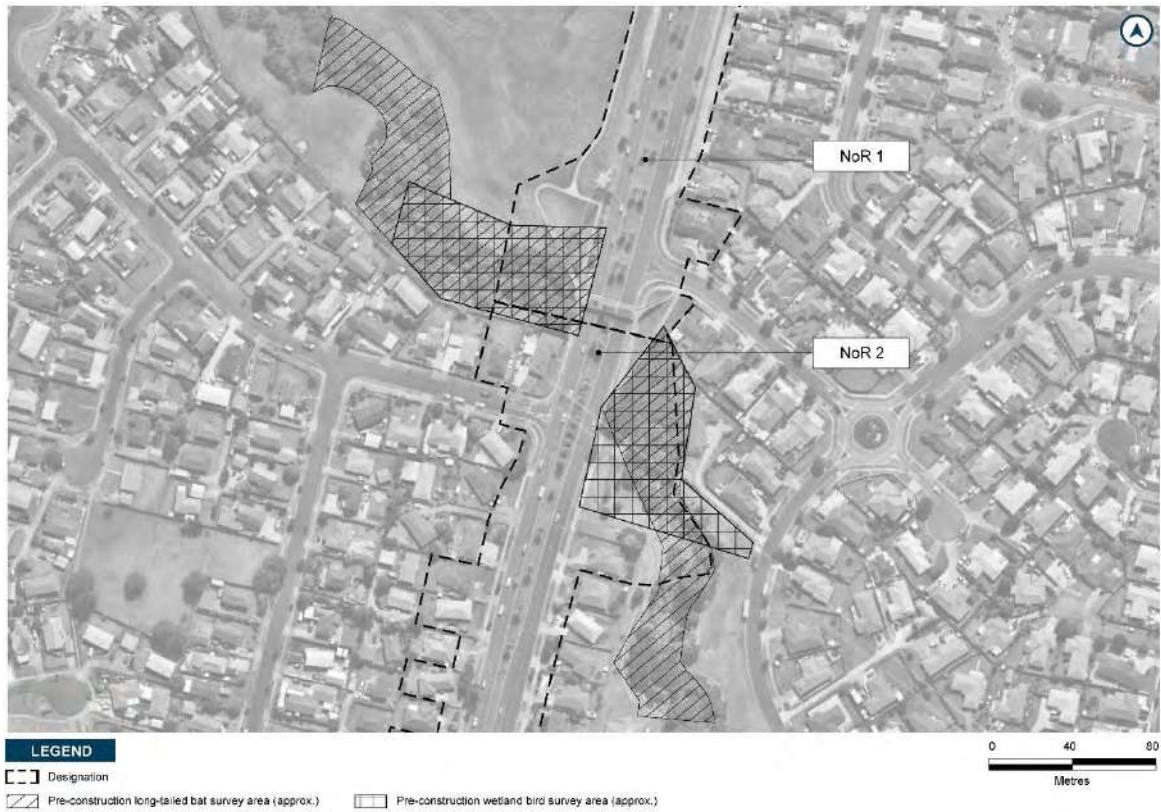 NoR 1
NoR 2
LEGEND
Designation
Pre-construction long-tailed bat survey area (approx.)
Pre-construction wetland bird survey area (approx.)
0 40 80
Metres